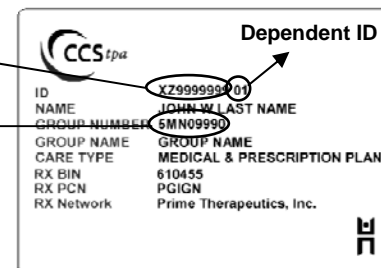 Dependent ID
CCStpa
ID XZ9999999 01
NAME JOHN W LAST NAME
GROUP NUMBER 5MN09990
GROUP NAME GROUP NAME
CARE TYPE MEDICAL & PRESCRIPTION PLAN
RX BIN 610455
RX PCN PGIGN
RX Network Prime Therapeutics, Inc.